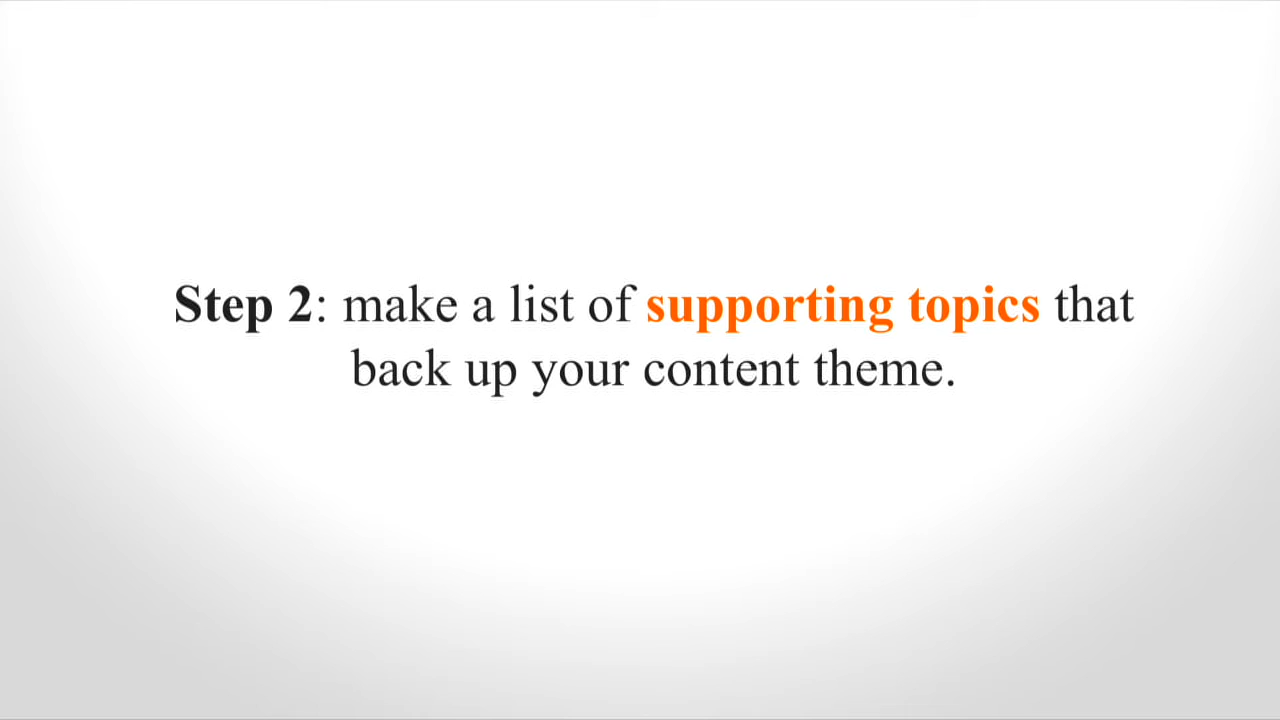 Step 2: make a list of supporting topics that
back up your content theme.